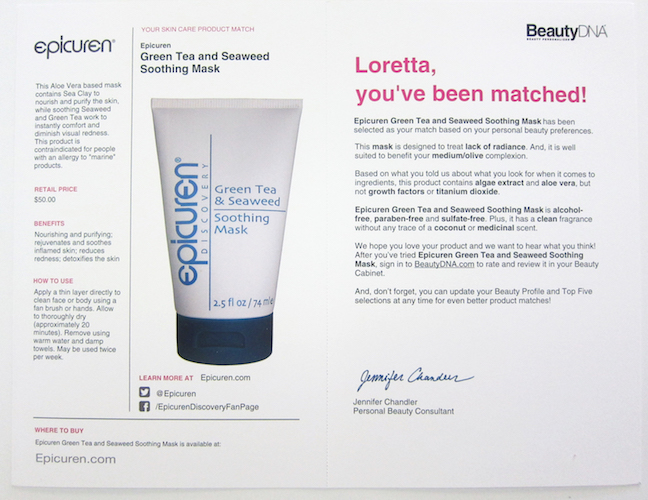 epicuren®
This Aloe Vera based mask
contains Sea Clay to
nourish and purify the skin,
while soothing Seaweed
and Green Tea work to
instantly comfort and
diminish visual redness.
This product is
contraindicated for people
with an allergy to "marine"
products.
RETAIL PRICE
$50.00
BENEFITS
Nourishing and purifying;
rejuvenates and soothes
inflamed skin; reduces
redness; detoxifies the skin
HOW TO USE
Apply a thin layer directly to
clean face or body using a
fan brush or hands. Allow
to thoroughly dry
(approximately 20
minutes). Remove using
warm water and damp
towels. May be used twice
per week.
YOUR SKIN CARE PRODUCT MATCH
Epicuren
Green Tea and Seaweed
Soothing Mask
epicuren®
DISCOVERY
Green Tea
& Seaweed
Soothing
Mask
2.5 fl oz / 74 ml e
LEARN MORE AT Epicuren.com
@Epicuren
/EpicurenDiscoveryFanPage
WHERE TO BUY
Epicuren Green Tea and Seaweed Soothing Mask is available at:
Epicuren.com
BeautyDNA
BEAUTY PERSONALIZED
Loretta,
you've been matched!
Epicuren Green Tea and Seaweed Soothing Mask has been
selected as your match based on your personal beauty preferences.
This mask is designed to treat lack of radiance. And, it is well
suited to benefit your medium/olive complexion.
Based on what you told us about what you look for when it comes to
ingredients, this product contains algae extract and aloe vera, but
not growth factors or titanium dioxide.
Epicuren Green Tea and Seaweed Soothing Mask is alcohol-
free, paraben-free and sulfate-free. Plus, it has a clean fragrance
without any trace of a coconut or medicinal scent.
We hope you love your product and we want to hear what you think!
After you've tried Epicuren Green Tea and Seaweed Soothing
Mask, sign in to BeautyDNA.com to rate and review it in your Beauty
Cabinet.
And, don't forget, you can update your Beauty Profile and Top Five
selections at any time for even better product matches!
Jennifer Chandler
Jennifer Chandler
Personal Beauty Consultant